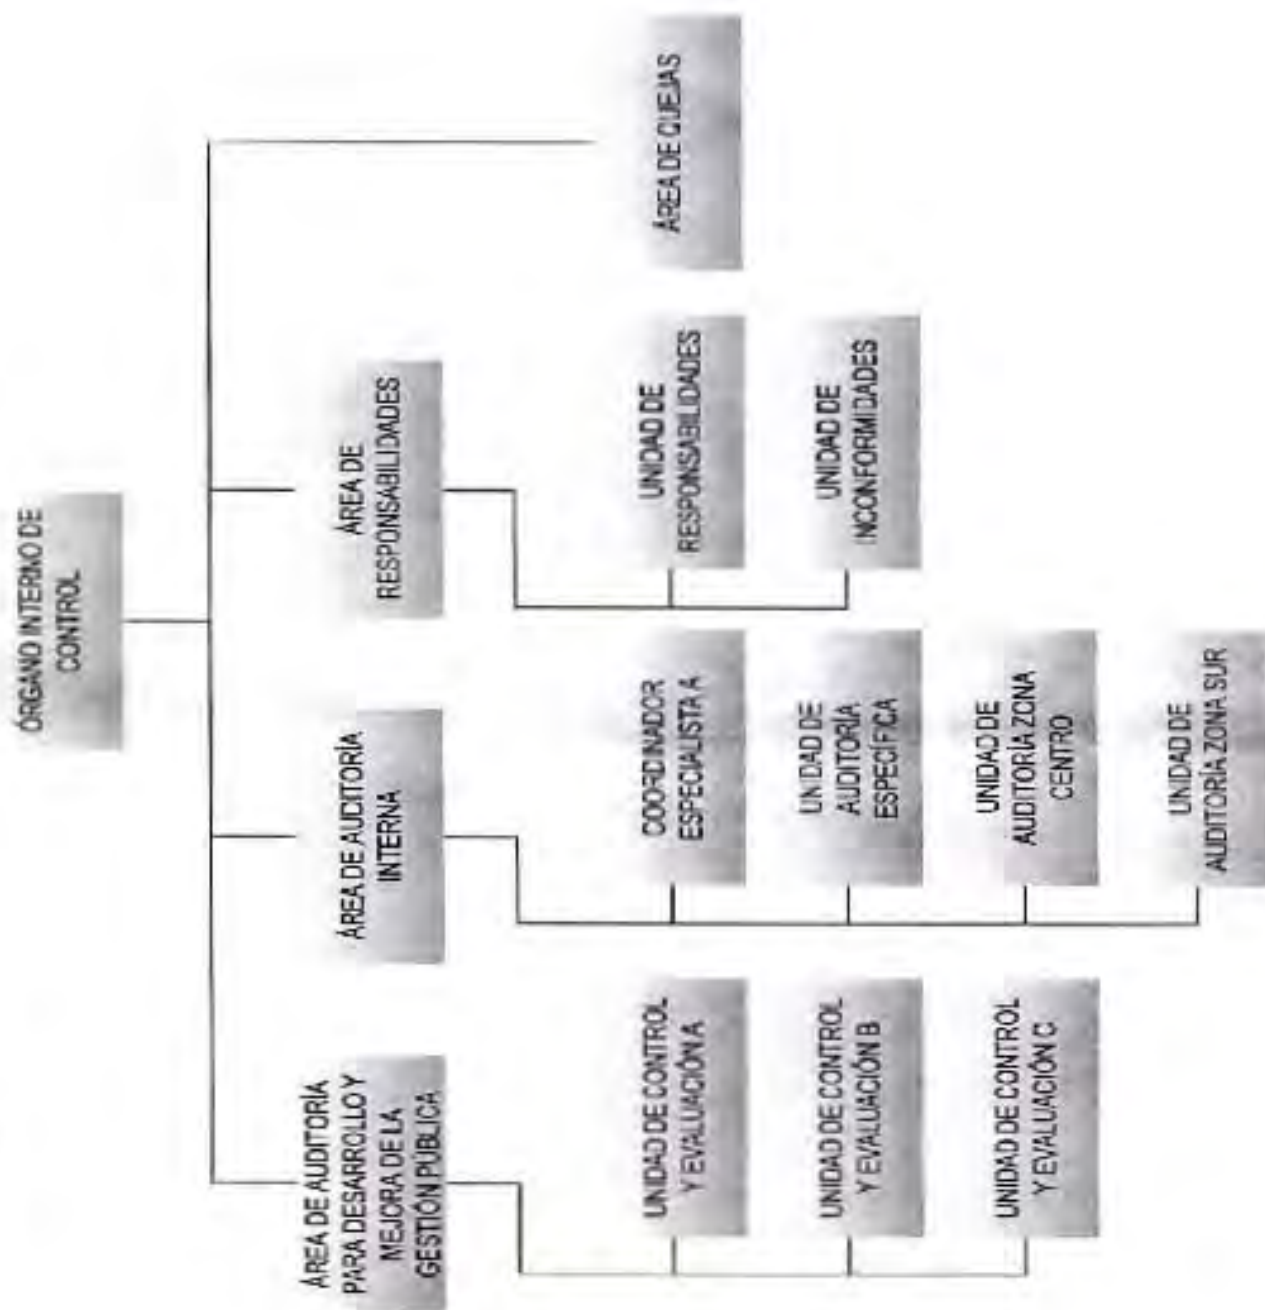 ÓRGANO INTERNO DE
CONTROL
ÁREA DE AUDITORÍA
PARA DESARROLLO Y
MEJORA DE LA
GESTIÓN PÚBLICA
UNIDAD DE CONTROL
Y EVALUACIÓN A
UNIDAD DE CONTROL
Y EVALUACIÓN B
UNIDAD DE CONTROL
Y EVALUACIÓN C
ÁREA DE AUDITORÍA
INTERNA
COORDINADOR
ESPECIALISTA A
UNIDAD DE
AUDITORÍA
ESPECÍFICA
UNIDAD DE
AUDITORÍA ZONA
CENTRO
UNIDAD DE
AUDITORÍA ZONA SUR
ÁREA DE
RESPONSABILIDADES
UNIDAD DE
RESPONSABILIDADES
UNIDAD DE
INCONFORMIDADES
ÁREA DE QUEJAS